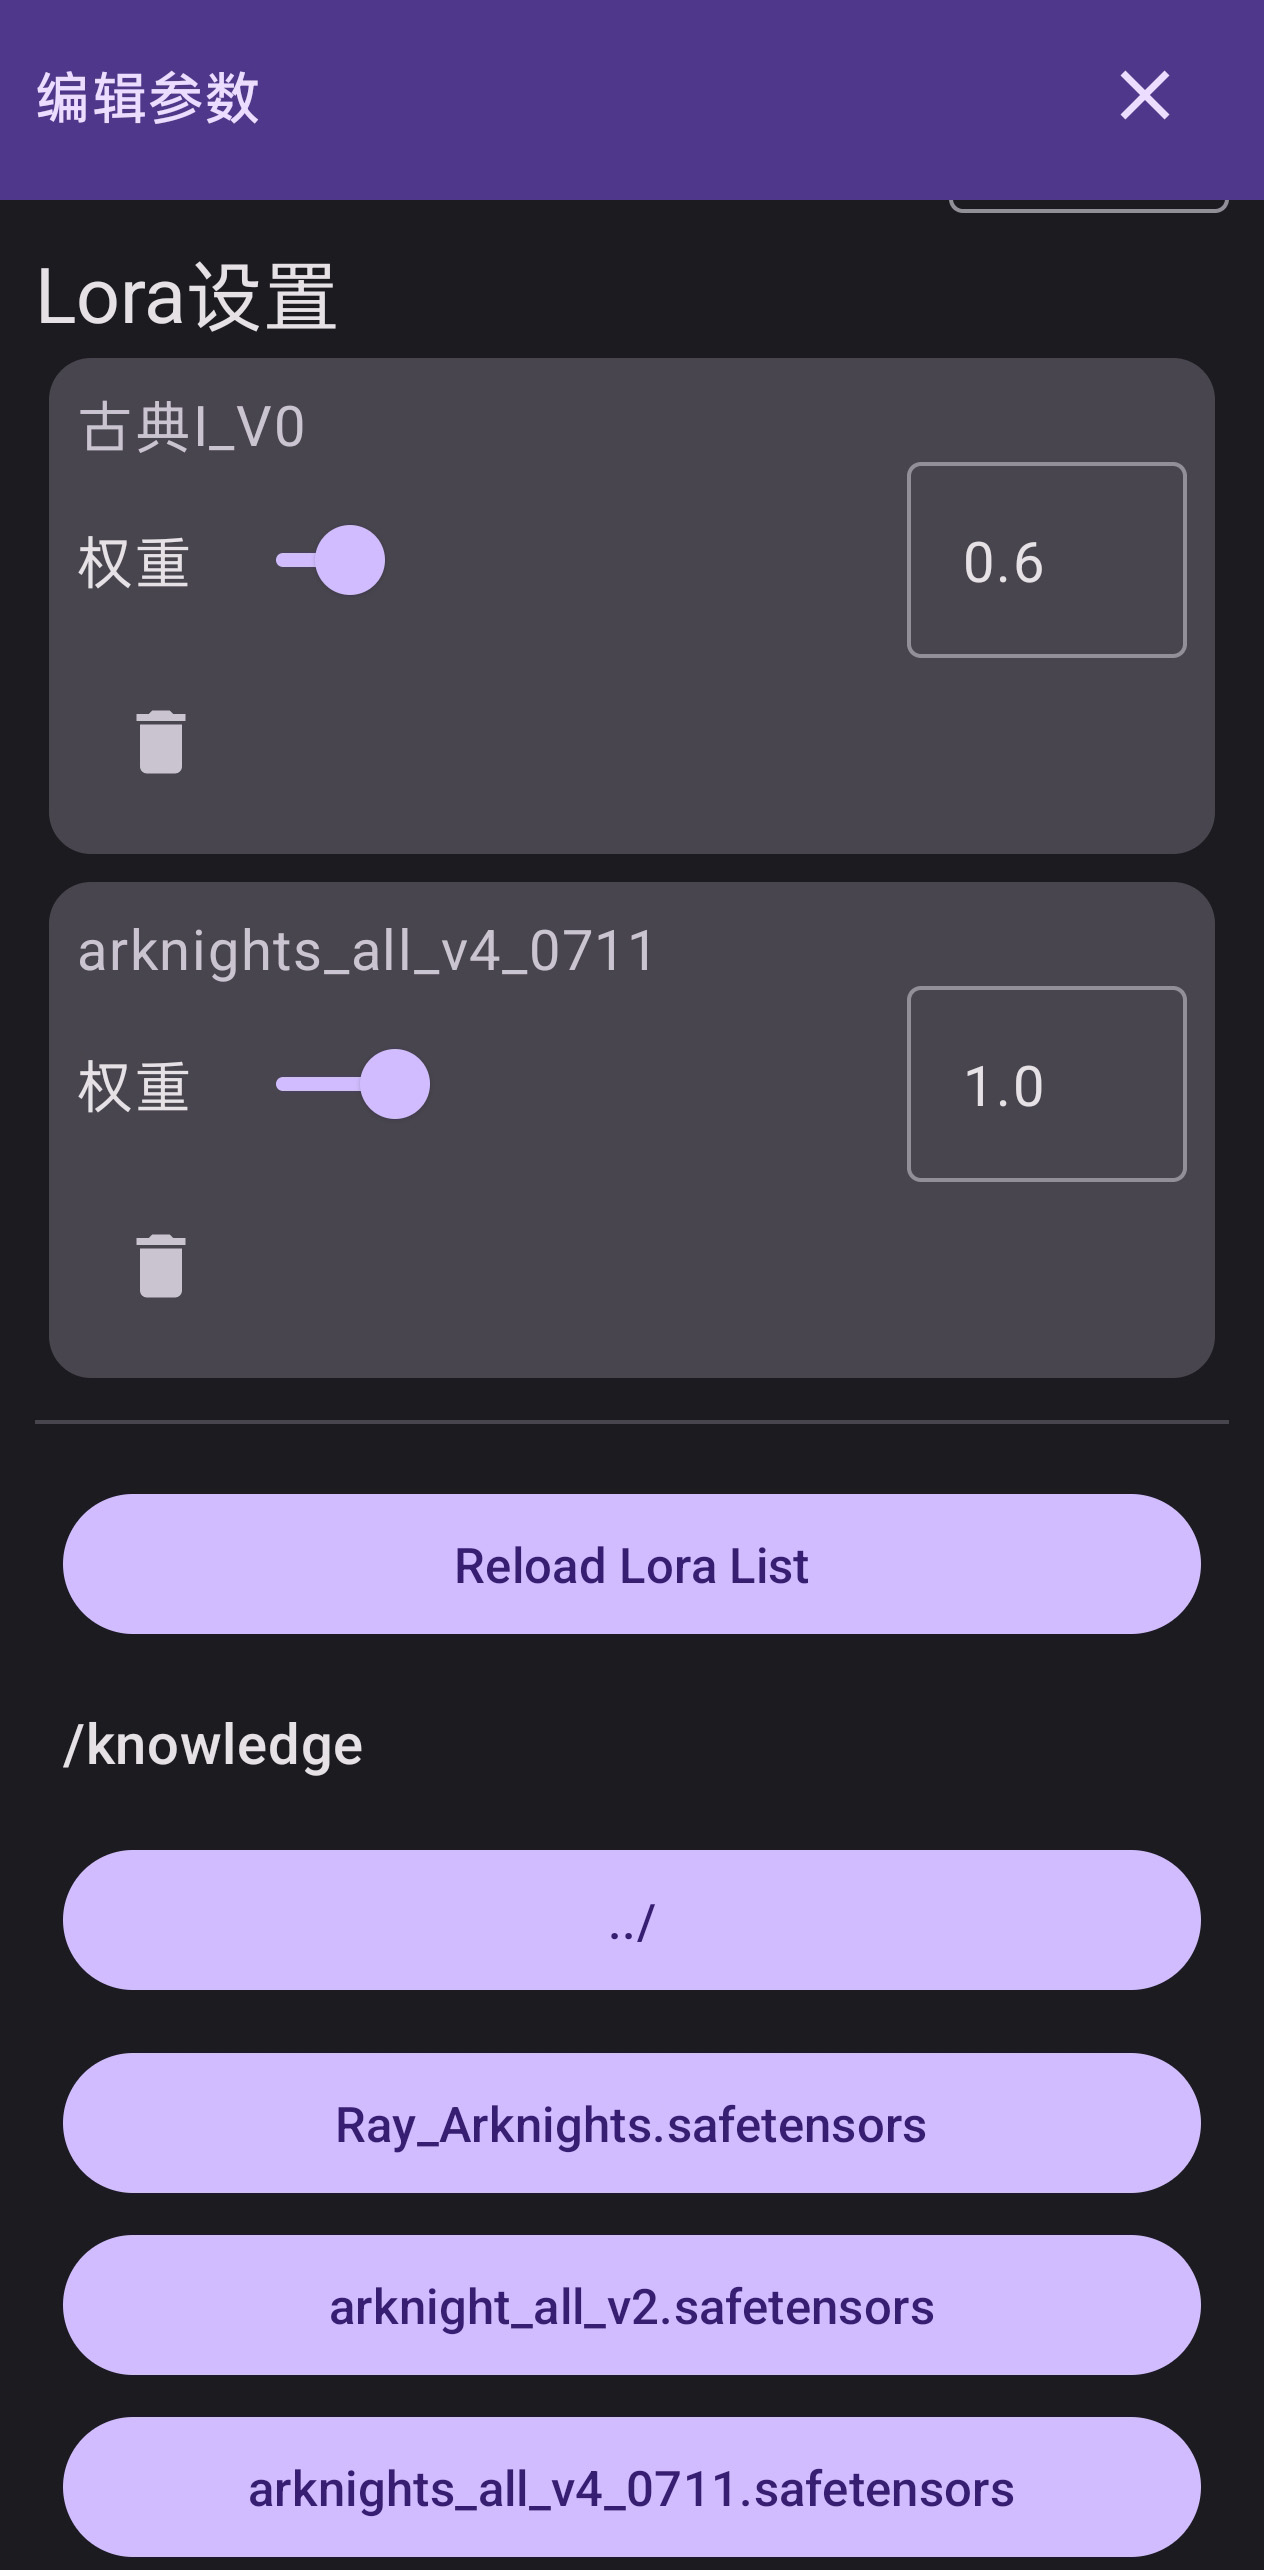 编辑参数
Lora设置
古典I_V0
权重
0.6
arknights_all_v4_0711
权重
1.0
Reload Lora List
/knowledge
../
Ray_Arknights.safetensors
arknight_all_v2.safetensors
arknights_all_v4_0711.safetensors